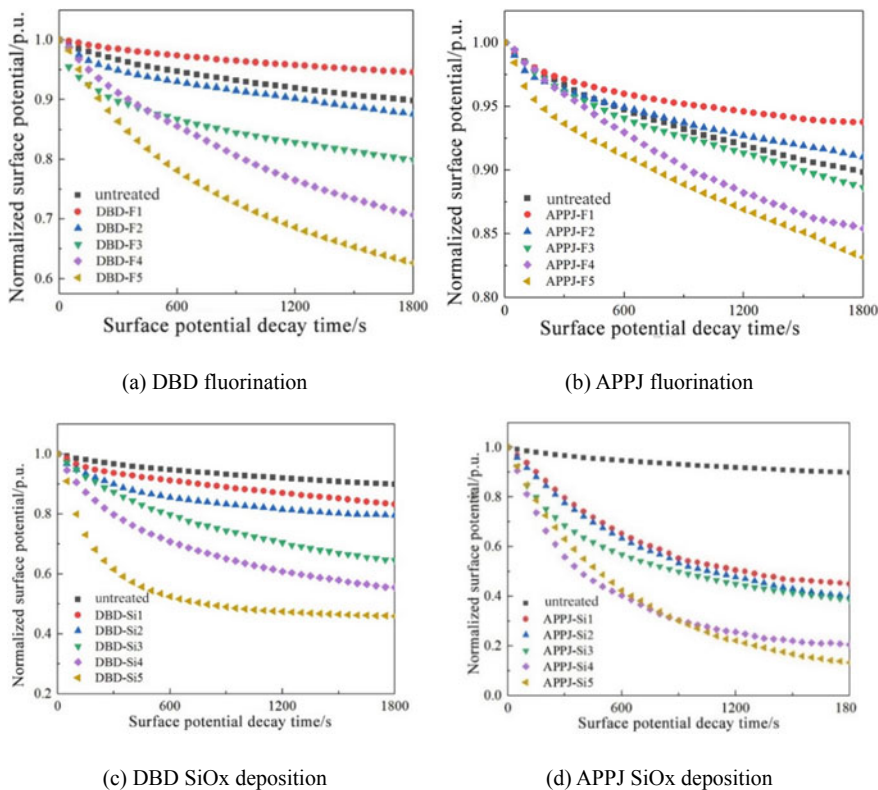 Normalized surface potential/p.u.
1.0
0.9
0.8
0.7
0.6
untreated
DBD-F1
DBD-F2
DBD-F3
DBD-F4
DBD-F5
0 600 1200 1800
Surface potential decay time/s
(a) DBD fluorination
Normalized surface potential/p.u.
1.00
0.95
0.90
0.85
0.80
untreated
APPJ-F1
APPJ-F2
APPJ-F3
APPJ-F4
APPJ-F5
0 600 1200 1800
Surface potential decay time/s
(b) APPJ fluorination
Normalized surface potential/p.u.
1.0
0.8
0.6
0.4
0.2
untreated
DBD-Si1
DBD-Si2
DBD-Si3
DBD-Si4
DBD-Si5
0 600 1200 1800
Surface potential decay time/s
(c) DBD SiOx deposition
Normalized surface potential/p.u.
1.0
0.8
0.6
0.4
0.2
0.0
untreated
APPJ-Si1
APPJ-Si2
APPJ-Si3
APPJ-Si4
APPJ-Si5
0 600 1200 180
Surface potential decay time/s
(d) APPJ SiOx deposition